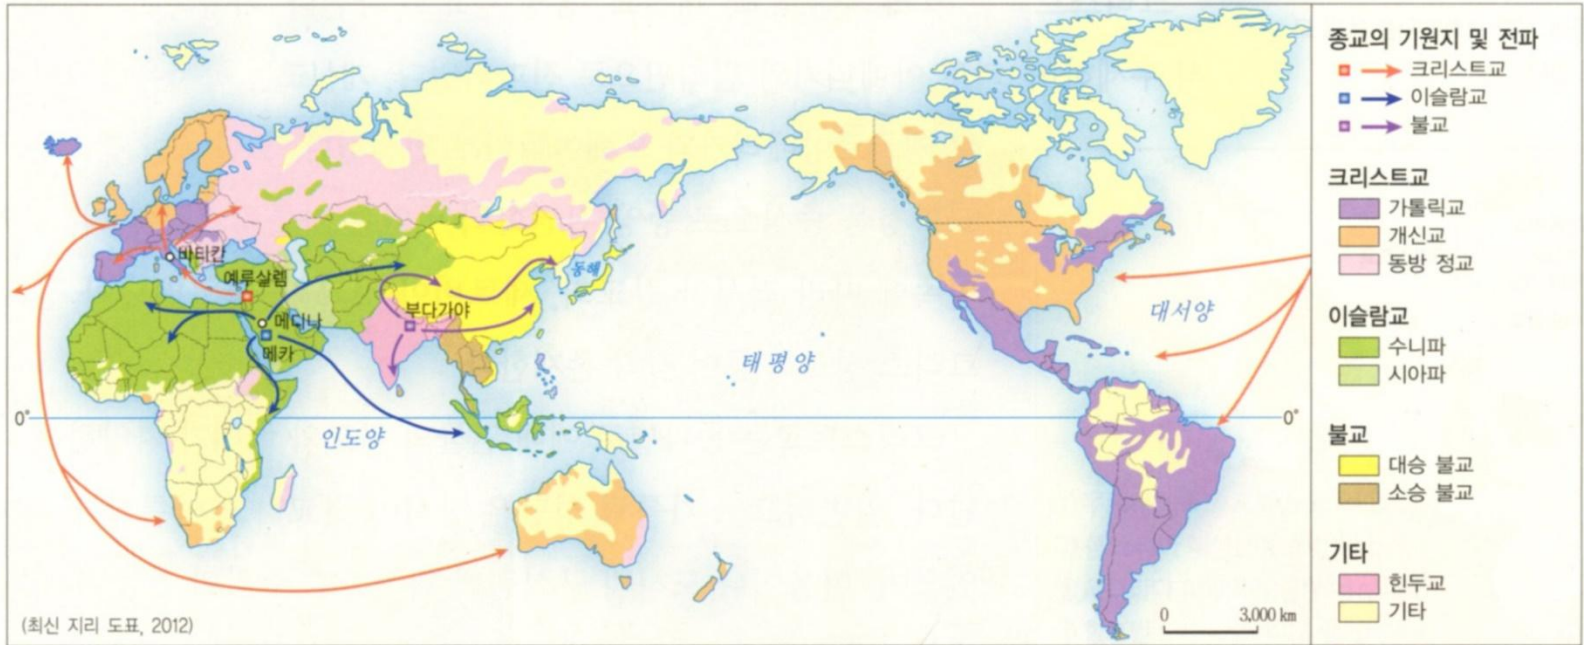 바티칸
예루살렘
메디나
메카
부다가야
동해
태평양
대서양
인도양
0°
0°
0 3,000 km
(최신 지리 도표, 2012)
종교의 기원지 및 전파
크리스트교
이슬람교
불교
크리스트교
가톨릭교
개신교
동방 정교
이슬람교
수니파
시아파
불교
대승 불교
소승 불교
기타
힌두교
기타